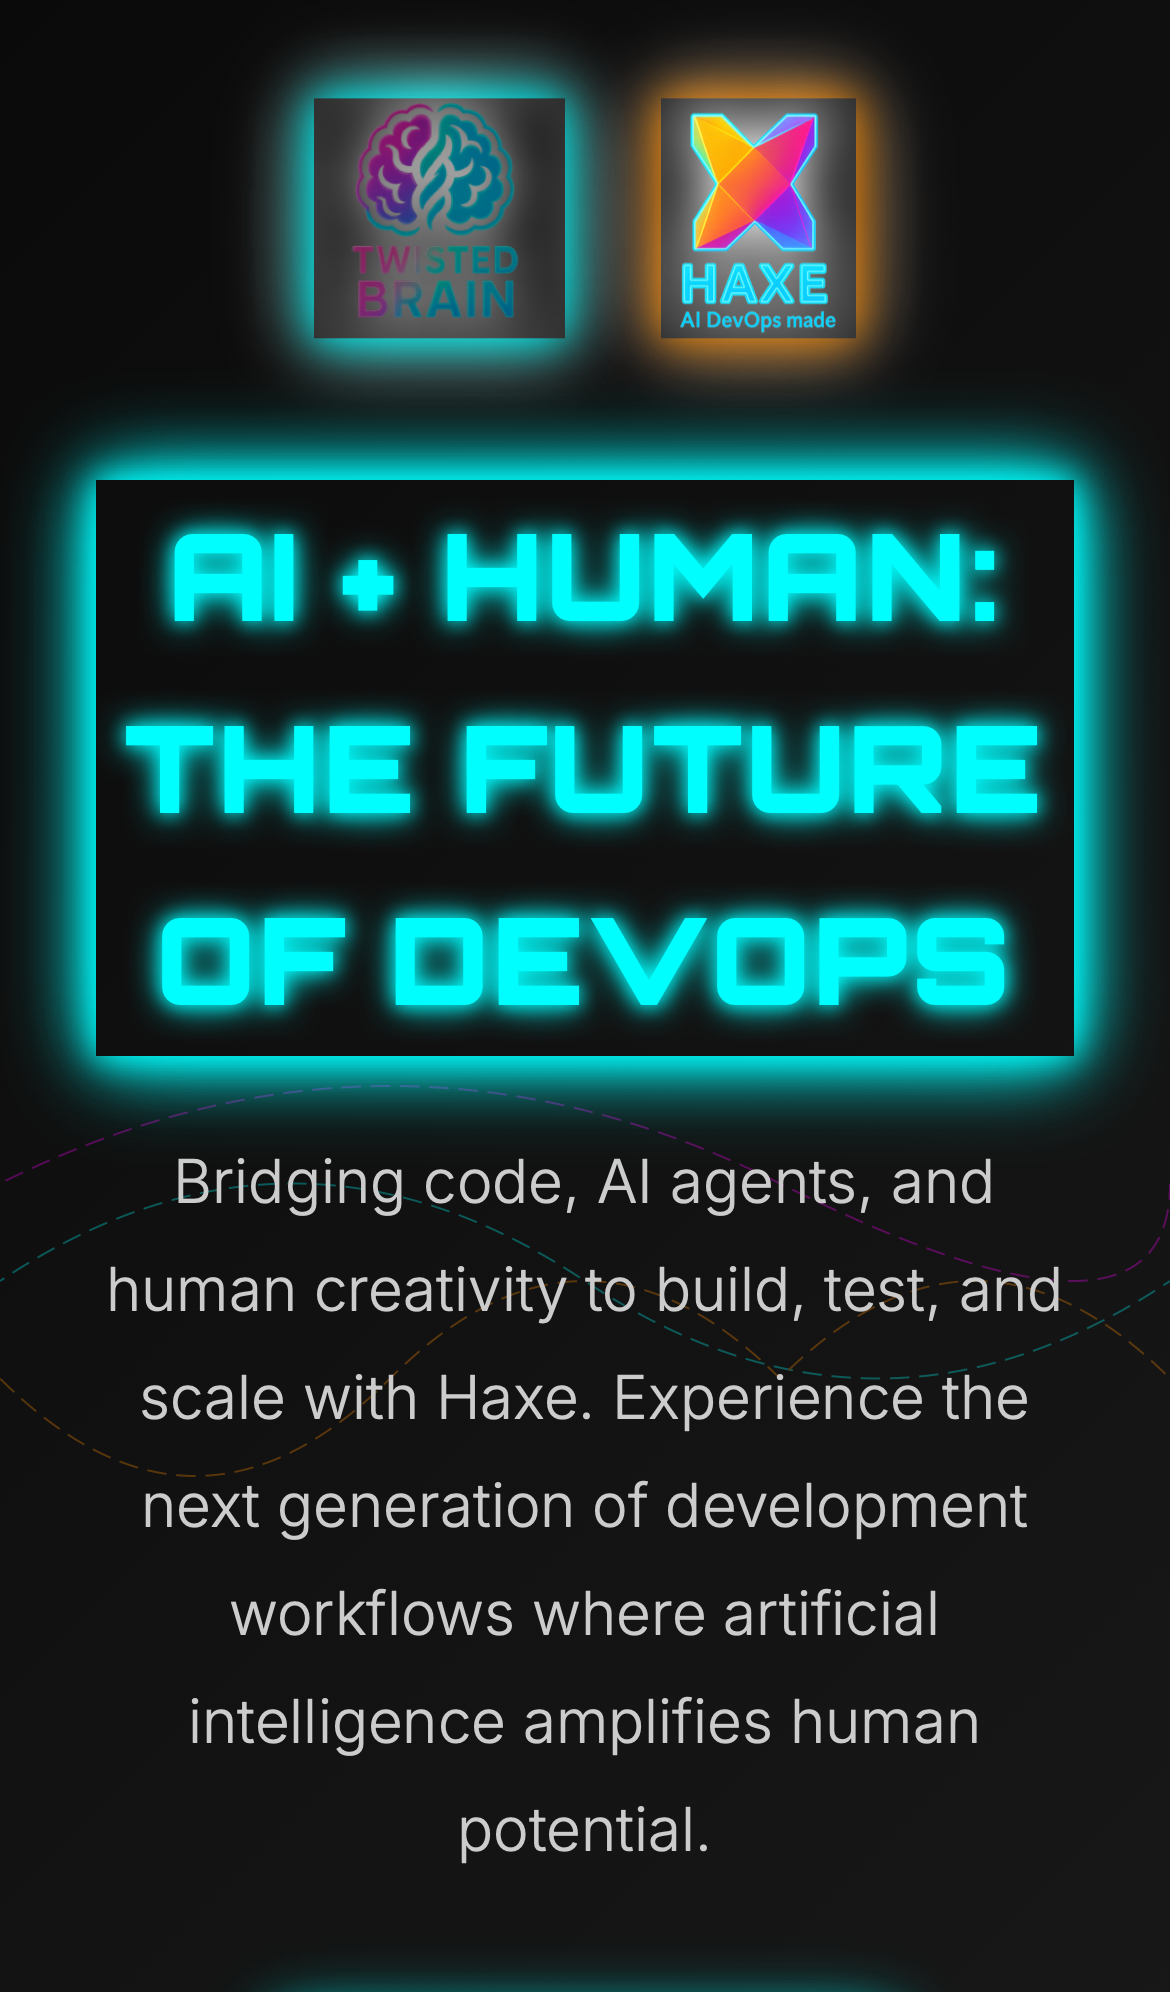 TWISTED
BRAIN
HAXE
AI DevOps made
AI + HUMAN:
THE FUTURE
OF DEVOPS
Bridging code, AI agents, and
human creativity to build, test, and
scale with Haxe. Experience the
next generation of development
workflows where artificial
intelligence amplifies human
potential.